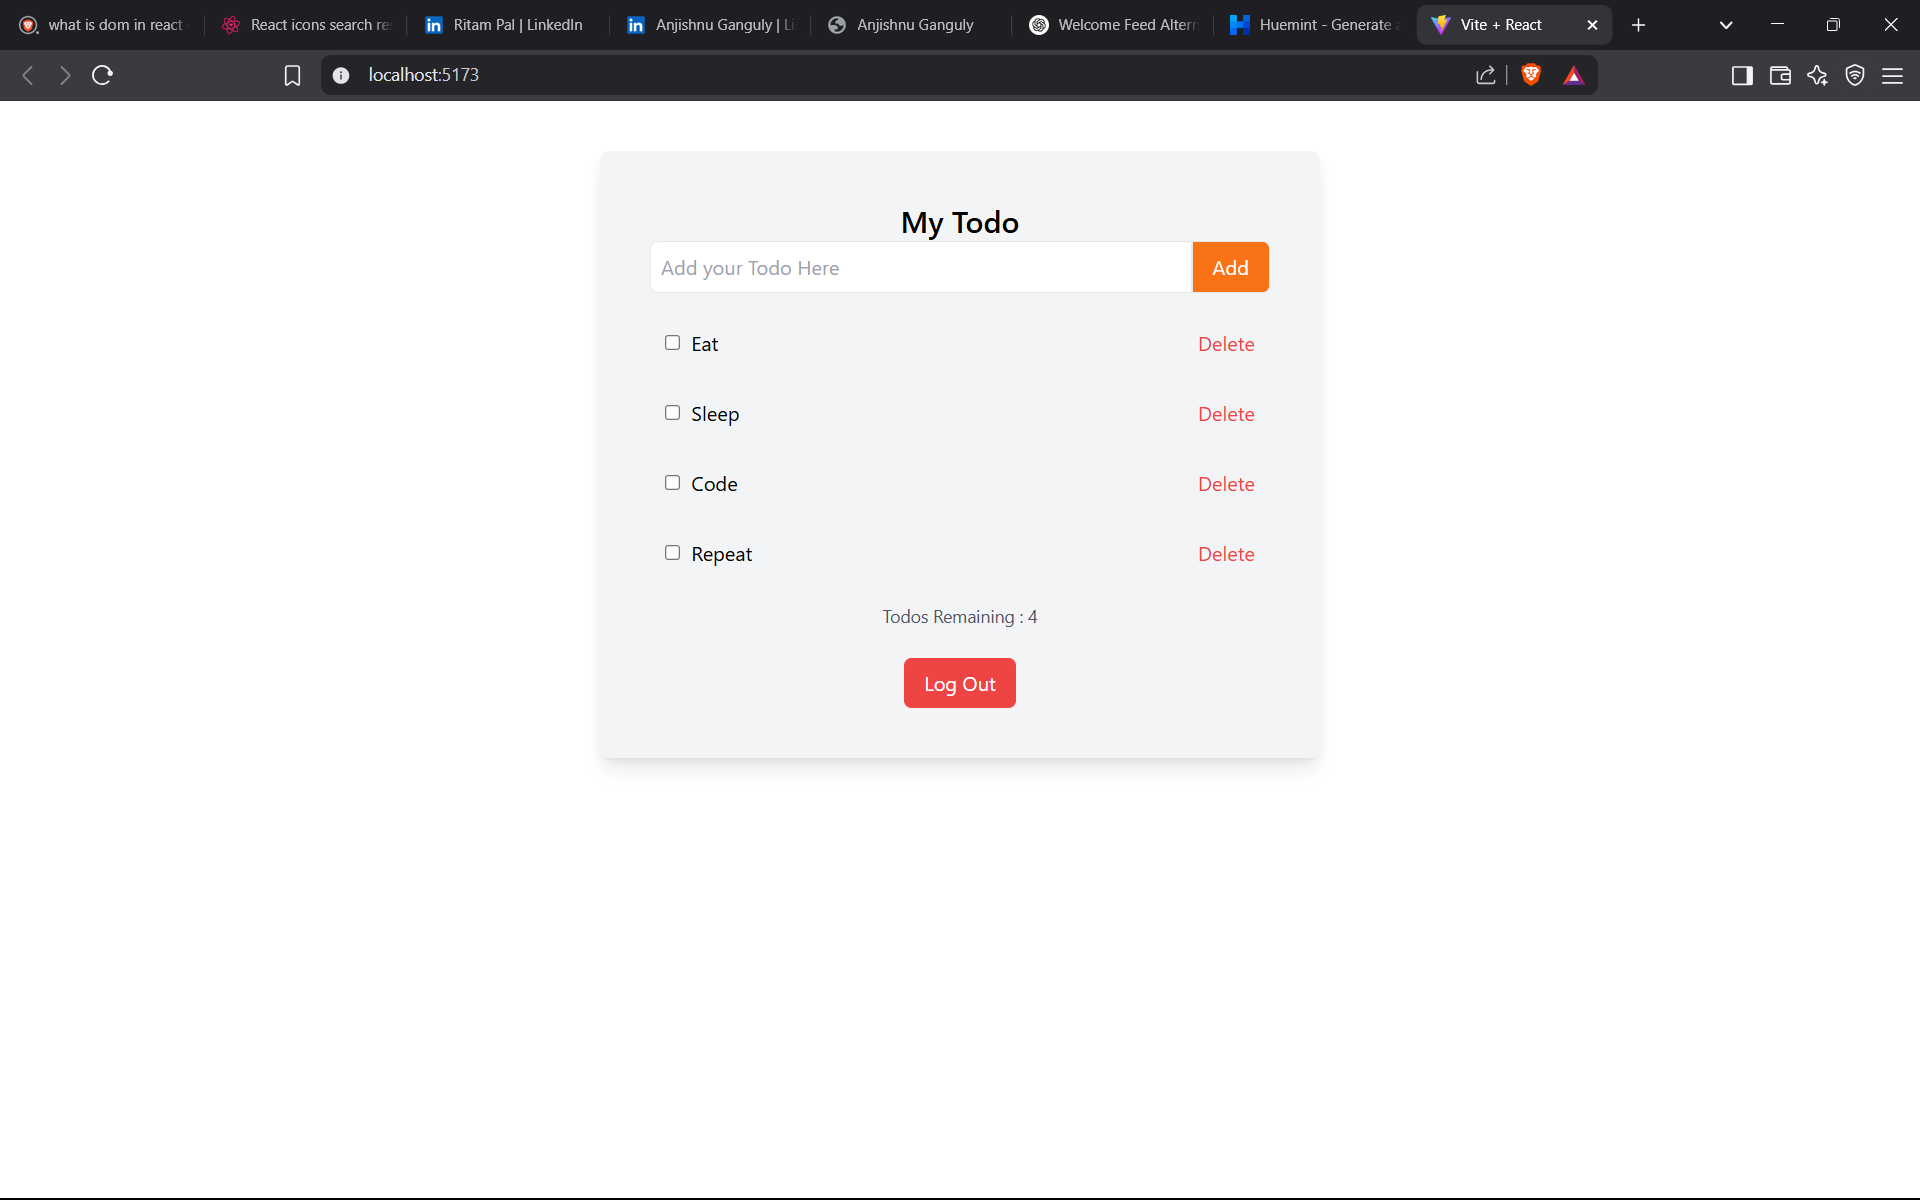 what is dom in react
React icons search re
Ritam Pal | LinkedIn
Anjishnu Ganguly | Li
Anjishnu Ganguly
Welcome Feed Altern
Huemint - Generate a
Vite + React
localhost:5173
My Todo
Add your Todo Here
Add
Eat
Delete
Sleep
Delete
Code
Delete
Repeat
Delete
Todos Remaining : 4
Log Out